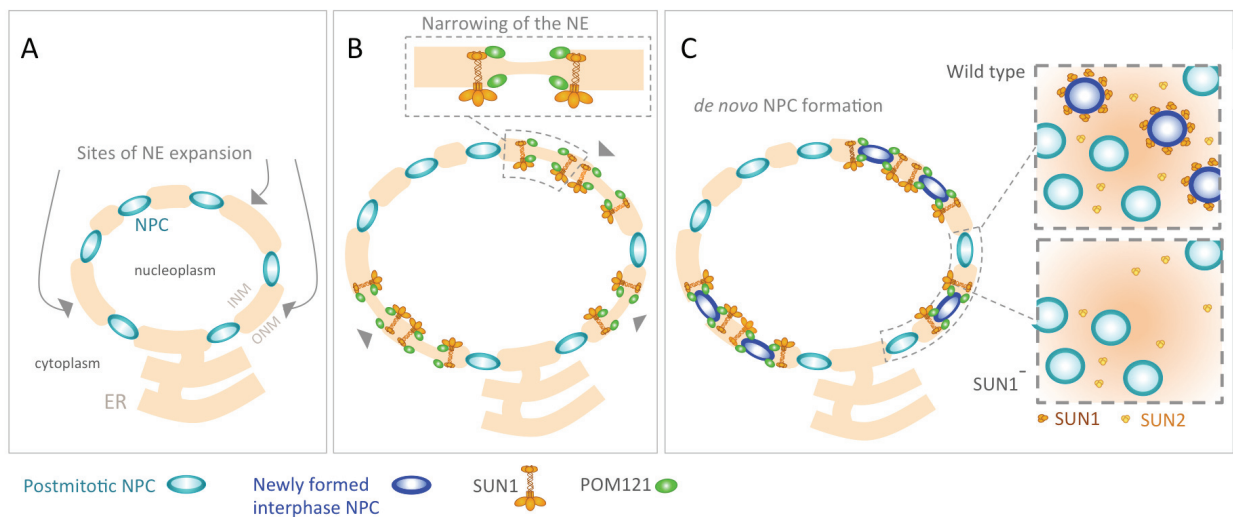 A
Sites of NE expansion
NPC
nucleoplasm
INM
ONM
cytoplasm
ER
B
Narrowing of the NE
C
de novo NPC formation
Wild type
SUN1-
SUN1
SUN2
Postmitotic NPC
Newly formed
interphase NPC
SUN1
POM121